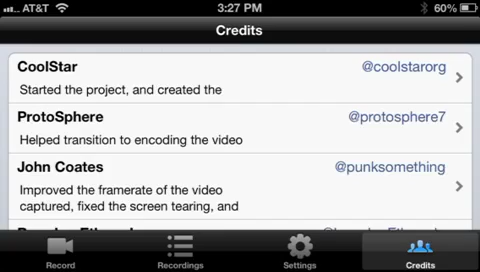 AT&T 3:27 PM 60%
Credits
CoolStar @coolstarorg
Started the project, and created the
ProtoSphere @protosphere7
Helped transition to encoding the video
John Coates @punksomething
Improved the framerate of the video
captured, fixed the screen tearing, and
Record Recordings Settings Credits